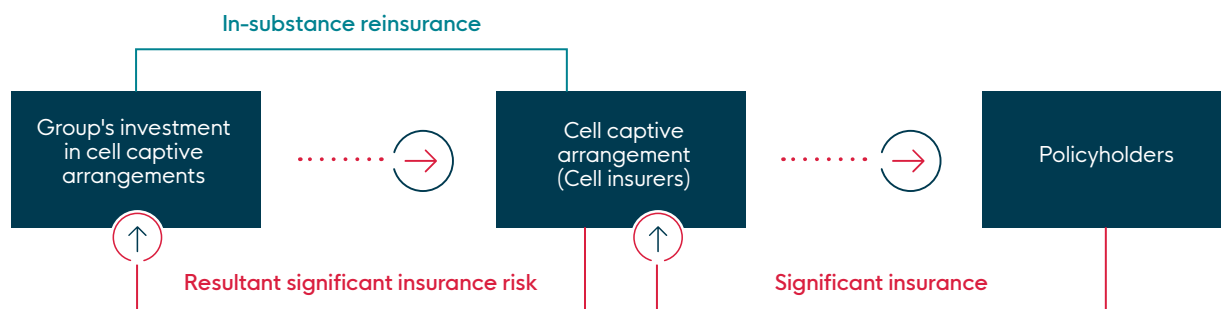 In-substance reinsurance
Group's investment
in cell captive
arrangements
Cell captive
arrangement
(Cell insurers)
Policyholders
Resultant significant insurance risk
Significant insurance